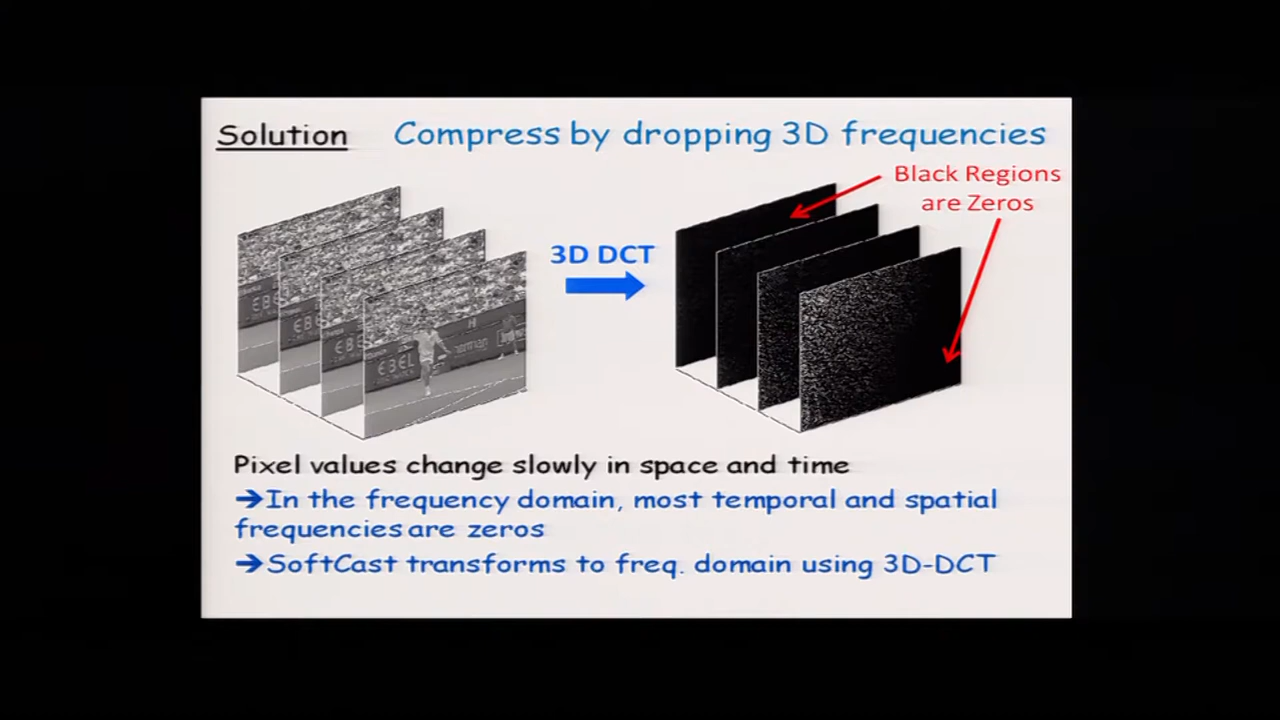 Solution Compress by dropping 3D frequencies
Black Regions
are Zeros
3D DCT
EBEL
Pixel values change slowly in space and time
➔In the frequency domain, most temporal and spatial
frequencies are zeros
➔SoftCast transforms to freq. domain using 3D-DCT